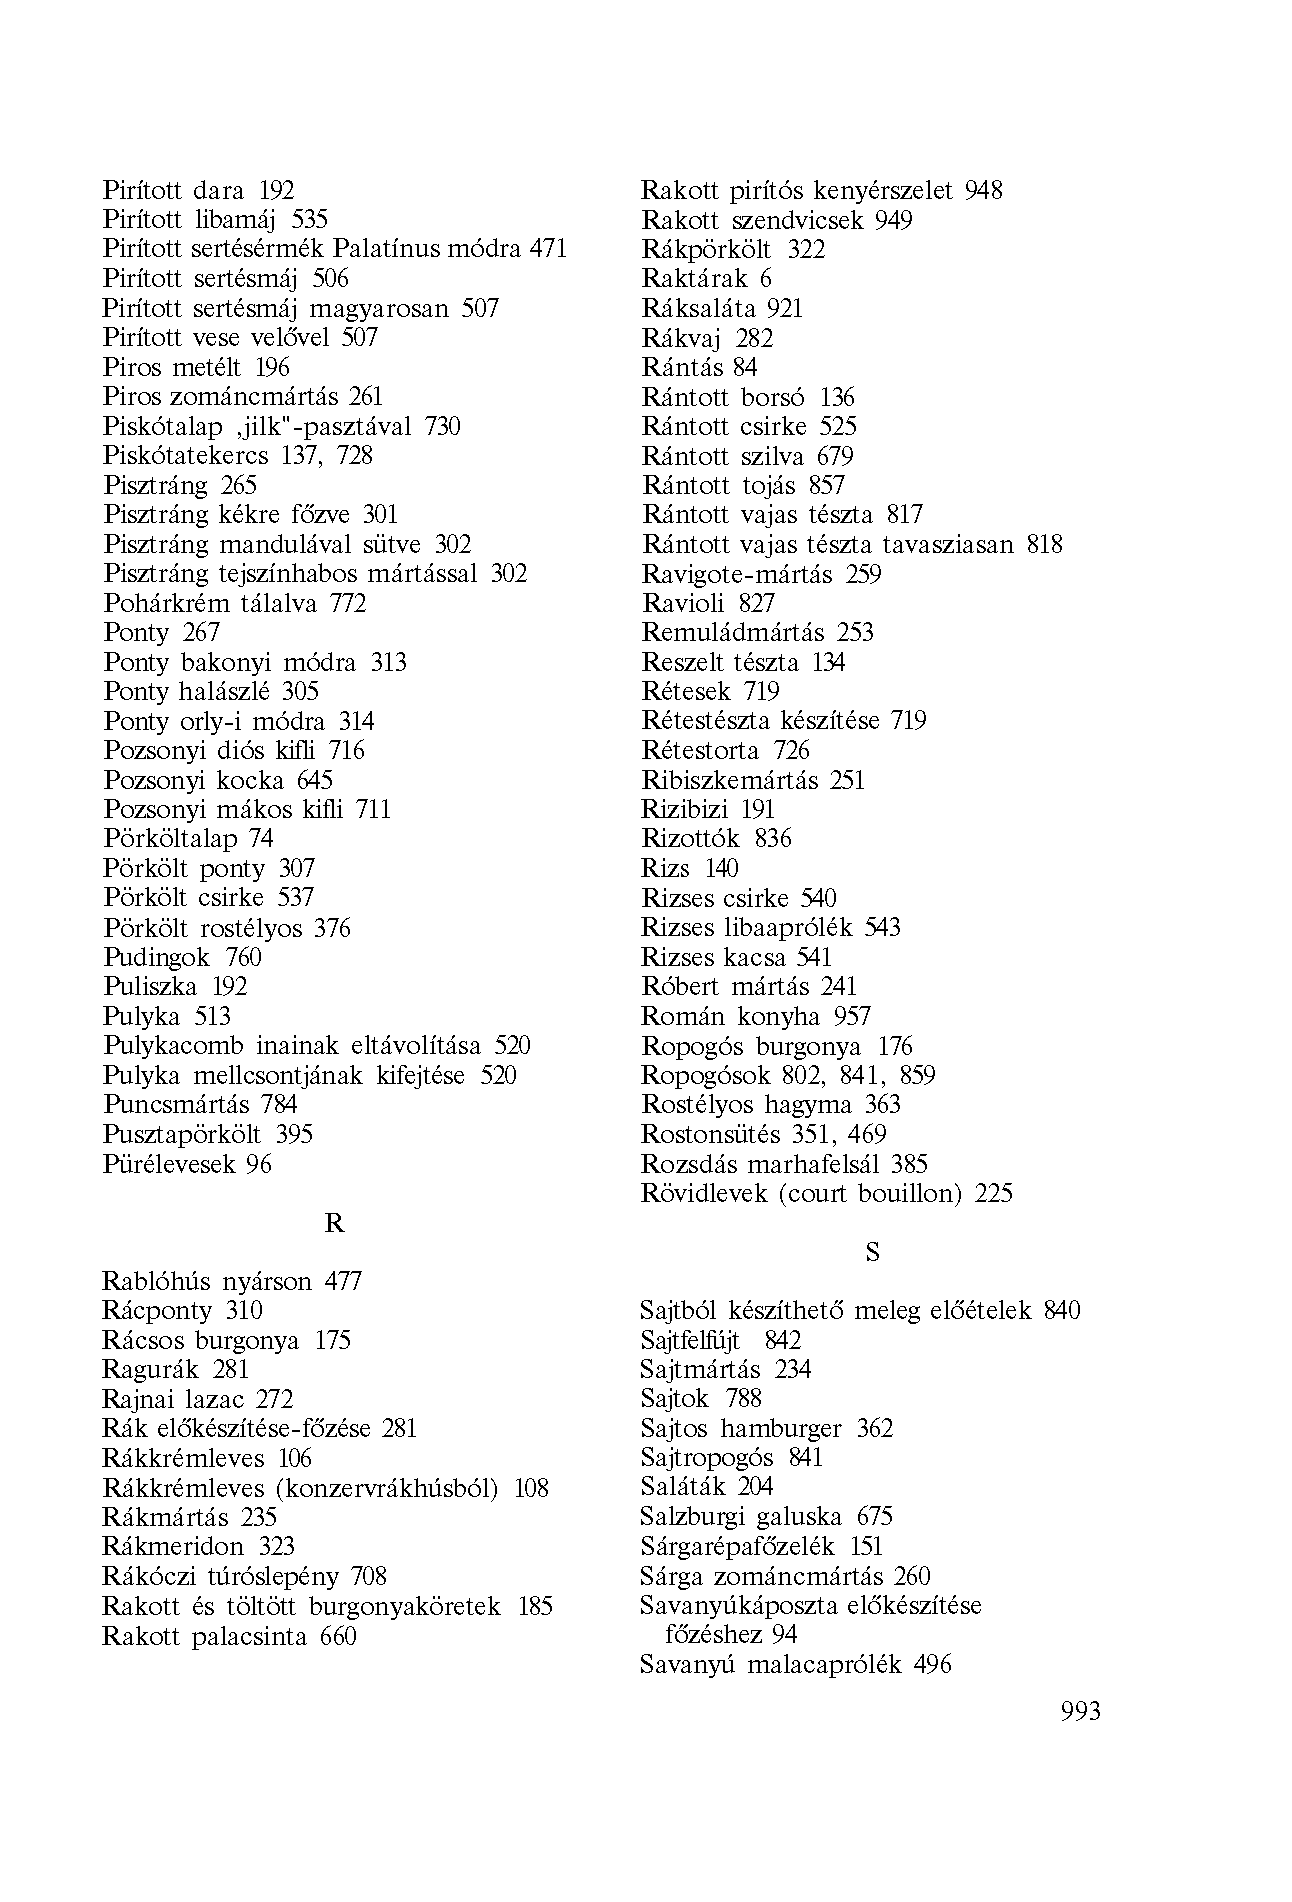 Pirított dara 192
Pirított libamáj 535
Pirított sertésérmék Palatínus módra 471
Pirított sertésmáj 506
Pirított sertésmáj magyarosan 507
Pirított vese velővel 507
Piros metélt 196
Piros zománcmártás 261
Piskótalap ,jilk"-pasztával 730
Piskótatekercs 137, 728
Pisztráng 265
Pisztráng kékre főzve 301
Pisztráng mandulával sütve 302
Pisztráng tejszínhabos mártással 302
Pohárkrém tálalva 772
Ponty 267
Ponty bakonyi módra 313
Ponty halászlé 305
Ponty orly-i módra 314
Pozsonyi diós kifli 716
Pozsonyi kocka 645
Pozsonyi mákos kifli 711
Pörköltalap 74
Pörkölt ponty 307
Pörkölt csirke 537
Pörkölt rostélyos 376
Pudingok 760
Puliszka 192
Pulyka 513
Pulykacomb inainak eltávolítása 520
Pulyka mellcsontjának kifejtése 520
Puncsmártás 784
Pusztapörkölt 395
Pürélevesek 96
R
Rablóhús nyárson 477
Rácponty 310
Rácsos burgonya 175
Ragurák 281
Rajnai lazac 272
Rák előkészítése-főzése 281
Rákkrémleves 106
Rákkrémleves (konzervrákhúsból) 108
Rákmártás 235
Rákmeridon 323
Rákóczi túróslepény 708
Rakott és töltött burgonyaköretek 185
Rakott palacsinta 660
Rakott pirítós kenyérszelet 948
Rakott szendvicsek 949
Rákpörkölt 322
Raktárak 6
Ráksaláta 921
Rákvaj 282
Rántás 84
Rántott borsó 136
Rántott csirke 525
Rántott szilva 679
Rántott tojás 857
Rántott vajas tészta 817
Rántott vajas tészta tavasziasan 818
Ravigote-mártás 259
Ravioli 827
Remuládmártás 253
Reszelt tészta 134
Rétesek 719
Rétestészta készítése 719
Rétestorta 726
Ribiszkemártás 251
Rizibizi 191
Rizottók 836
Rizs 140
Rizses csirke 540
Rizses libaaprólék 543
Rizses kacsa 541
Róbert mártás 241
Román konyha 957
Ropogós burgonya 176
Ropogósok 802, 841, 859
Rostélyos hagyma 363
Rostonsütés 351, 469
Rozsdás marhafelsál 385
Rövidlevek (court bouillon) 225
S
Sajtból készíthető meleg előételek 840
Sajtfelfújt 842
Sajtmártás 234
Sajtok 788
Sajtos hamburger 362
Sajtropogós 841
Saláták 204
Salzburgi galuska 675
Sárgarépafőzelék 151
Sárga zománcmártás 260
Savanyúkáposzta előkészítése
főzéshez 94
Savanyú malacaprólék 496
993